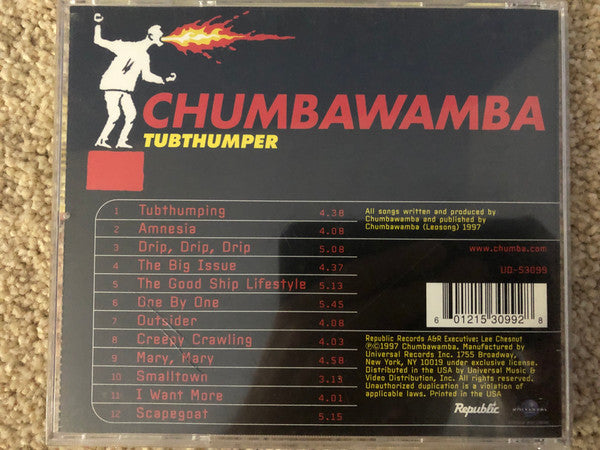 CHUMBAWAMBA
TUBTHUMPER
1 Tubthumping 4.38
2 Amnesia 4.08
3 Drip, Drip, Drip 5.08
4 The Big Issue 4.37
5 The Good Ship Lifestyle 5.13
6 One By One 5.45
7 Outsider 4.08
8 Creepy Crawling 4.03
9 Mary, Mary 4.58
10 Smalltown 3.13
11 I Want More 4.01
12 Scapegoat 5.15
All songs written and produced by
Chumbawamba and published by
Chumbawamba (Leosong) 1997
www.chumba.com
UD-53099
6 01215 30992 8
Republic Records A&R Executive: Lee Chesnut
℗©1997 Chumbawamba. Manufactured by
Universal Records Inc. 1755 Broadway,
New York, NY 10019 under exclusive license.
Distributed in the USA by Universal Music &
Video Distribution, Inc. All rights reserved.
Unauthorized duplication is a violation of
applicable laws. Printed in the USA
Republic
UNIVERSAL